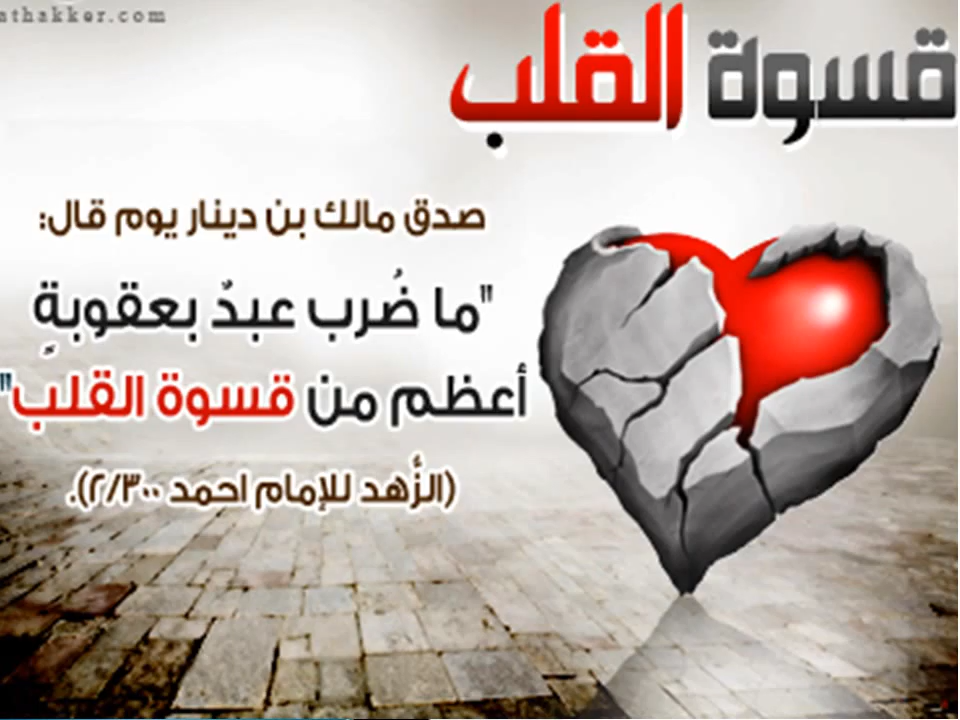 athakker.com
قسوة القلب
صدق مالك بن دينار يوم قال:
"ما ضُرب عبدٌ بعقوبةٍ
أعظم من قسوة القلب"
(الزُّهد للإمام احمد ٢/٣٠٠).